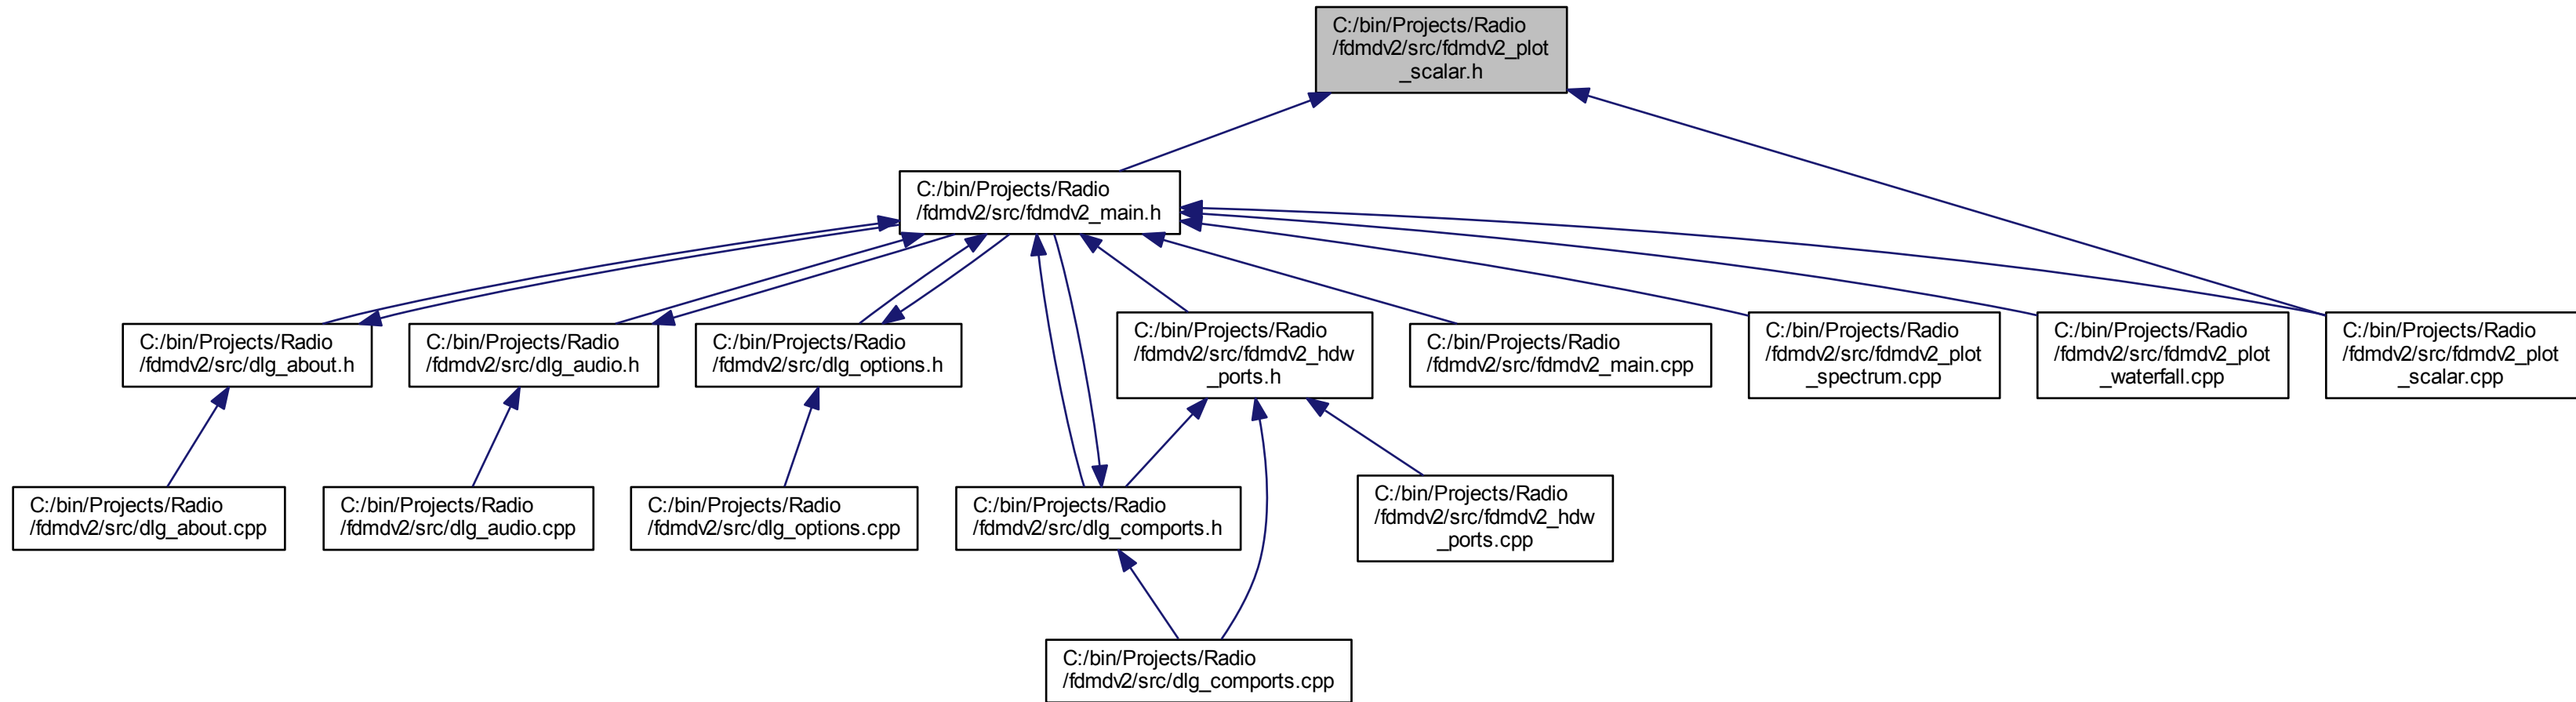 C:/bin/Projects/Radio
/fdmdv2/src/fdmdv2_plot
_scalar.h
C:/bin/Projects/Radio
/fdmdv2/src/fdmdv2_main.h
C:/bin/Projects/Radio
/fdmdv2/src/dlg_about.h
C:/bin/Projects/Radio
/fdmdv2/src/dlg_audio.h
C:/bin/Projects/Radio
/fdmdv2/src/dlg_options.h
C:/bin/Projects/Radio
/fdmdv2/src/fdmdv2_hdw
_ports.h
C:/bin/Projects/Radio
/fdmdv2/src/fdmdv2_main.cpp
C:/bin/Projects/Radio
/fdmdv2/src/fdmdv2_plot
_spectrum.cpp
C:/bin/Projects/Radio
/fdmdv2/src/fdmdv2_plot
_waterfall.cpp
C:/bin/Projects/Radio
/fdmdv2/src/fdmdv2_plot
_scalar.cpp
C:/bin/Projects/Radio
/fdmdv2/src/dlg_about.cpp
C:/bin/Projects/Radio
/fdmdv2/src/dlg_audio.cpp
C:/bin/Projects/Radio
/fdmdv2/src/dlg_options.cpp
C:/bin/Projects/Radio
/fdmdv2/src/dlg_comports.h
C:/bin/Projects/Radio
/fdmdv2/src/fdmdv2_hdw
_ports.cpp
C:/bin/Projects/Radio
/fdmdv2/src/dlg_comports.cpp